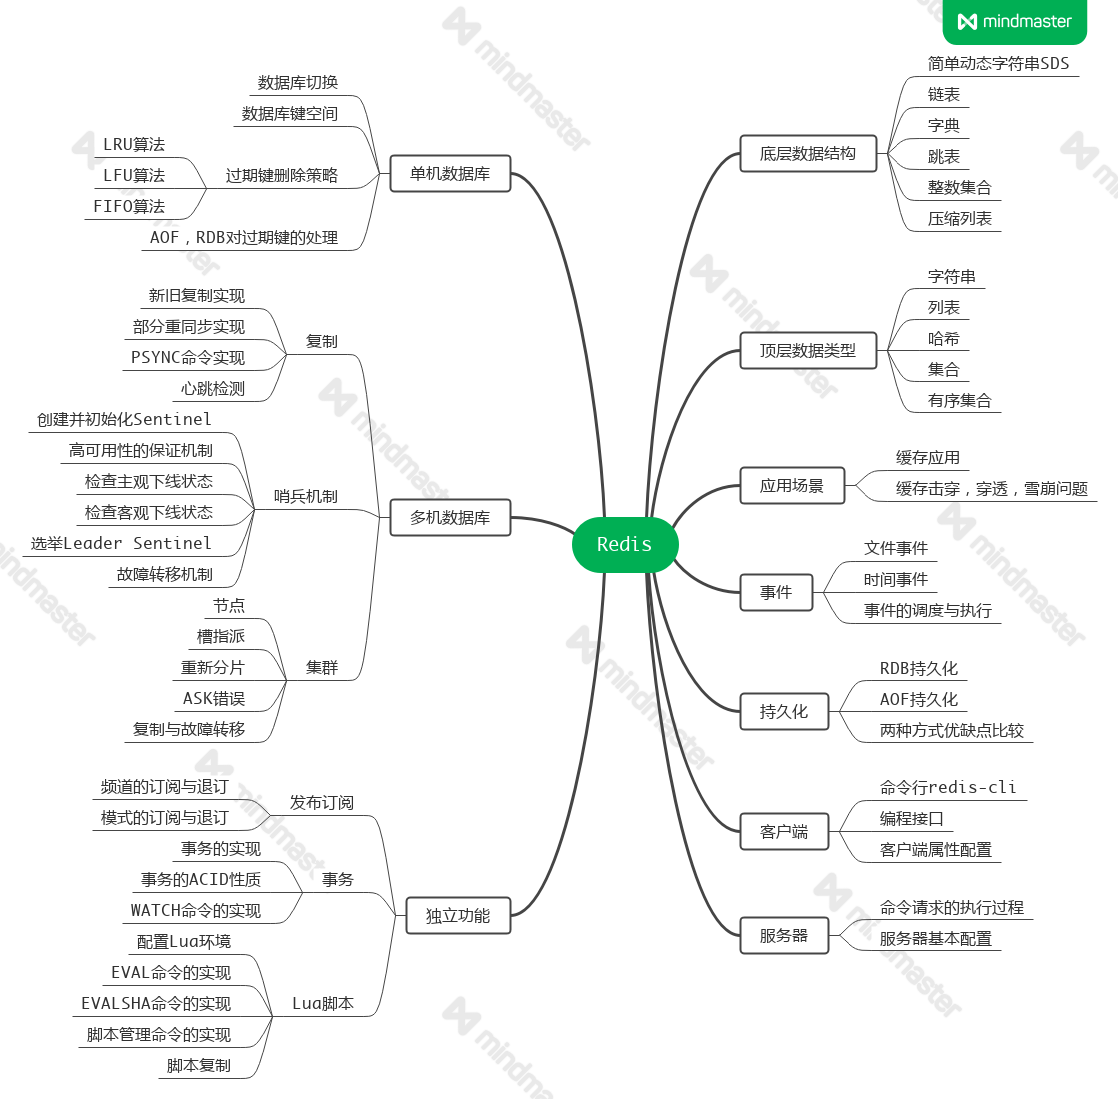 mindmaster
Redis
底层数据结构
简单动态字符串SDS
链表
字典
跳表
整数集合
压缩列表
顶层数据类型
字符串
列表
哈希
集合
有序集合
应用场景
缓存应用
缓存击穿，穿透，雪崩问题
事件
文件事件
时间事件
事件的调度与执行
持久化
RDB持久化
AOF持久化
两种方式优缺点比较
客户端
命令行redis-cli
编程接口
客户端属性配置
服务器
命令请求的执行过程
服务器基本配置
单机数据库
数据库切换
数据库键空间
过期键删除策略
LRU算法
LFU算法
FIFO算法
AOF，RDB对过期键的处理
多机数据库
复制
新旧复制实现
部分重同步实现
PSYNC命令实现
心跳检测
哨兵机制
创建并初始化Sentinel
高可用性的保证机制
检查主观下线状态
检查客观下线状态
选举Leader Sentinel
故障转移机制
集群
节点
槽指派
重新分片
ASK错误
复制与故障转移
独立功能
发布订阅
频道的订阅与退订
模式的订阅与退订
事务
事务的实现
事务的ACID性质
WATCH命令的实现
Lua脚本
配置Lua环境
EVAL命令的实现
EVALSHA命令的实现
脚本管理命令的实现
脚本复制
mindmaster
mindmaster
mindmaster
mindmaster
mindmaster
mindmaster